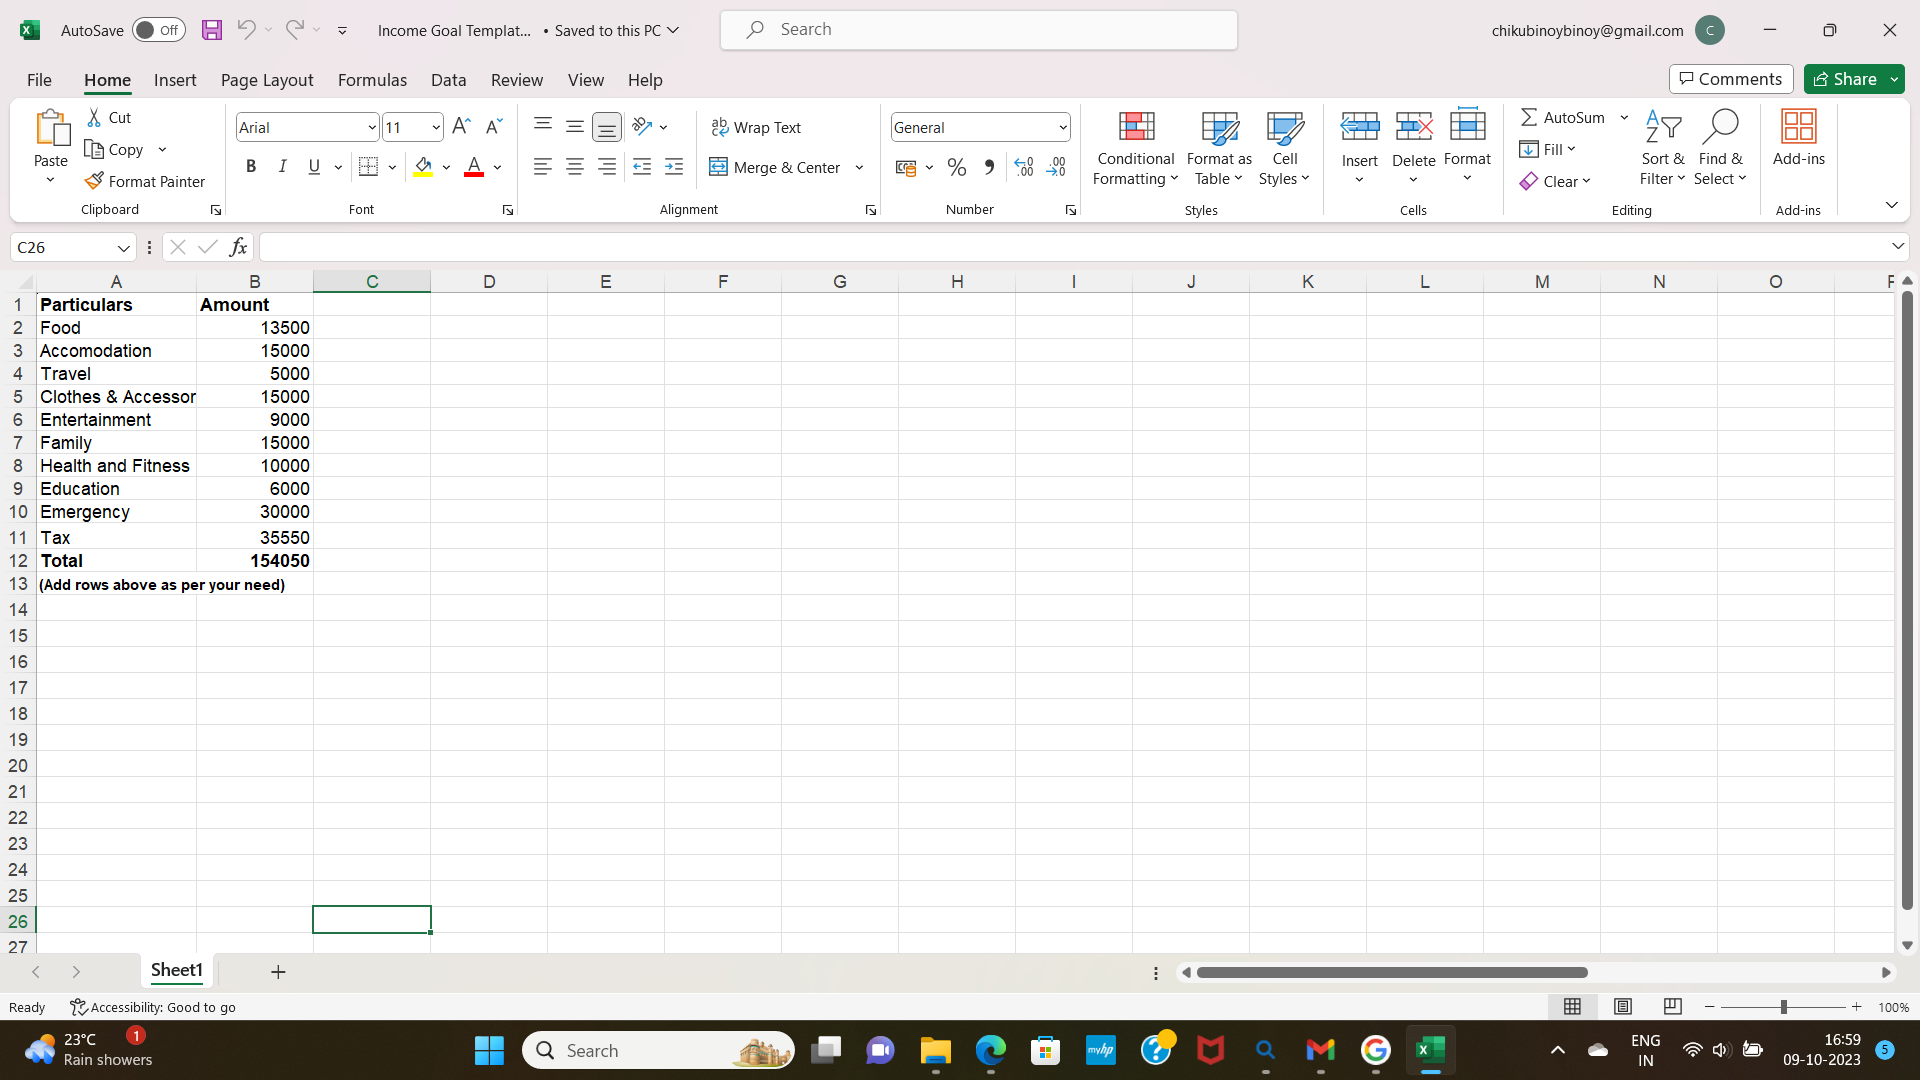 AutoSave Off Income Goal Templat... • Saved to this PC Search chikubinoybinoy@gmail.com C
File Home Insert Page Layout Formulas Data Review View Help Comments Share
Paste Cut Copy Format Painter Clipboard
Arial 11 B I U A Font
ab Wrap Text Merge & Center Alignment
General % Number
Conditional Formatting Format as Table Cell Styles Styles
Insert Delete Format Cells
AutoSum Fill Clear Sort & Filter Find & Select Editing
Add-ins Add-ins
C26 fx
A B C D E F G H I J K L M N O
1 Particulars Amount
2 Food 13500
3 Accomodation 15000
4 Travel 5000
5 Clothes & Accessor 15000
6 Entertainment 9000
7 Family 15000
8 Health and Fitness 10000
9 Education 6000
10 Emergency 30000
11 Tax 35550
12 Total 154050
13 (Add rows above as per your need)
14
15
16
17
18
19
20
21
22
23
24
25
26
27
Sheet1
Ready Accessibility: Good to go 100%
23°C 1
Rain showers
Search myhp
ENG
IN
16:59
09-10-2023 5